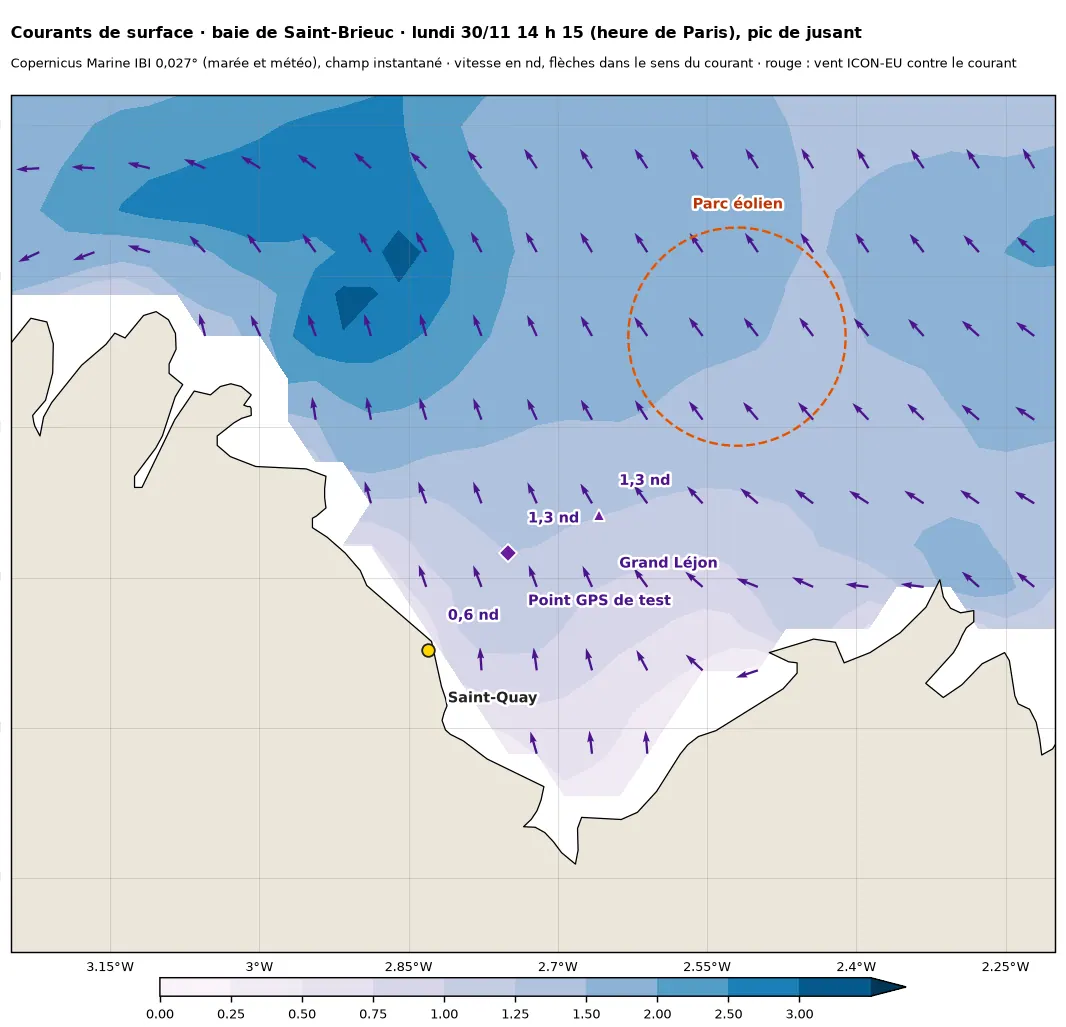 Courants de surface · baie de Saint-Brieuc · lundi 30/11 14 h 15 (heure de Paris), pic de jusant
Copernicus Marine IBI 0,027° (marée et météo), champ instantané · vitesse en nd, flèches dans le sens du courant · rouge : vent ICON-EU contre le courant
Parc éolien
1,3 nd
1,3 nd
Grand Léjon
Point GPS de test
0,6 nd
Saint-Quay
3.15°W 3°W 2.85°W 2.7°W 2.55°W 2.4°W 2.25°W
0.00 0.25 0.50 0.75 1.00 1.25 1.50 2.00 2.50 3.00